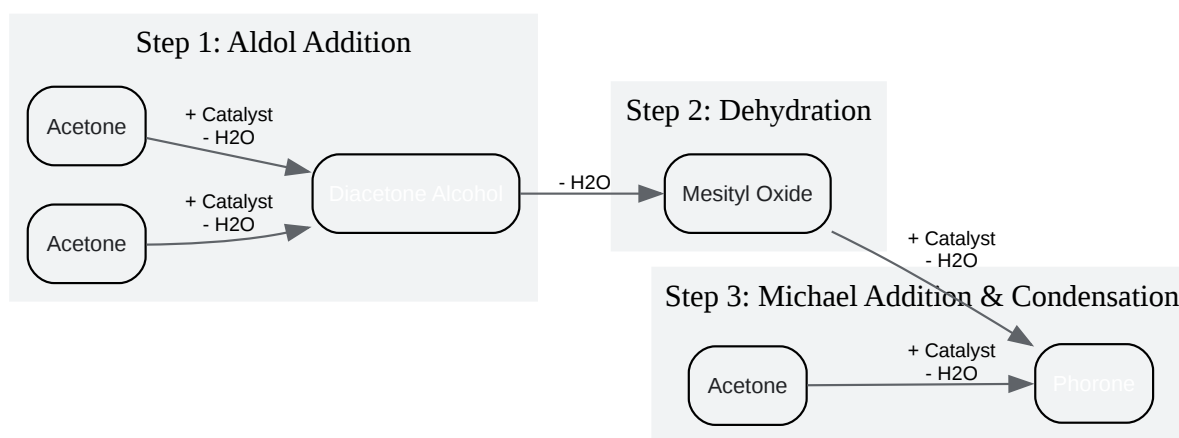 Step 1: Aldol Addition
Acetone
+ Catalyst
- H2O
Acetone
+ Catalyst
- H2O
Diacetone Alcohol
- H2O
Step 2: Dehydration
Mesityl Oxide
+ Catalyst
- H2O
Step 3: Michael Addition & Condensation
Acetone
+ Catalyst
- H2O
Phorone